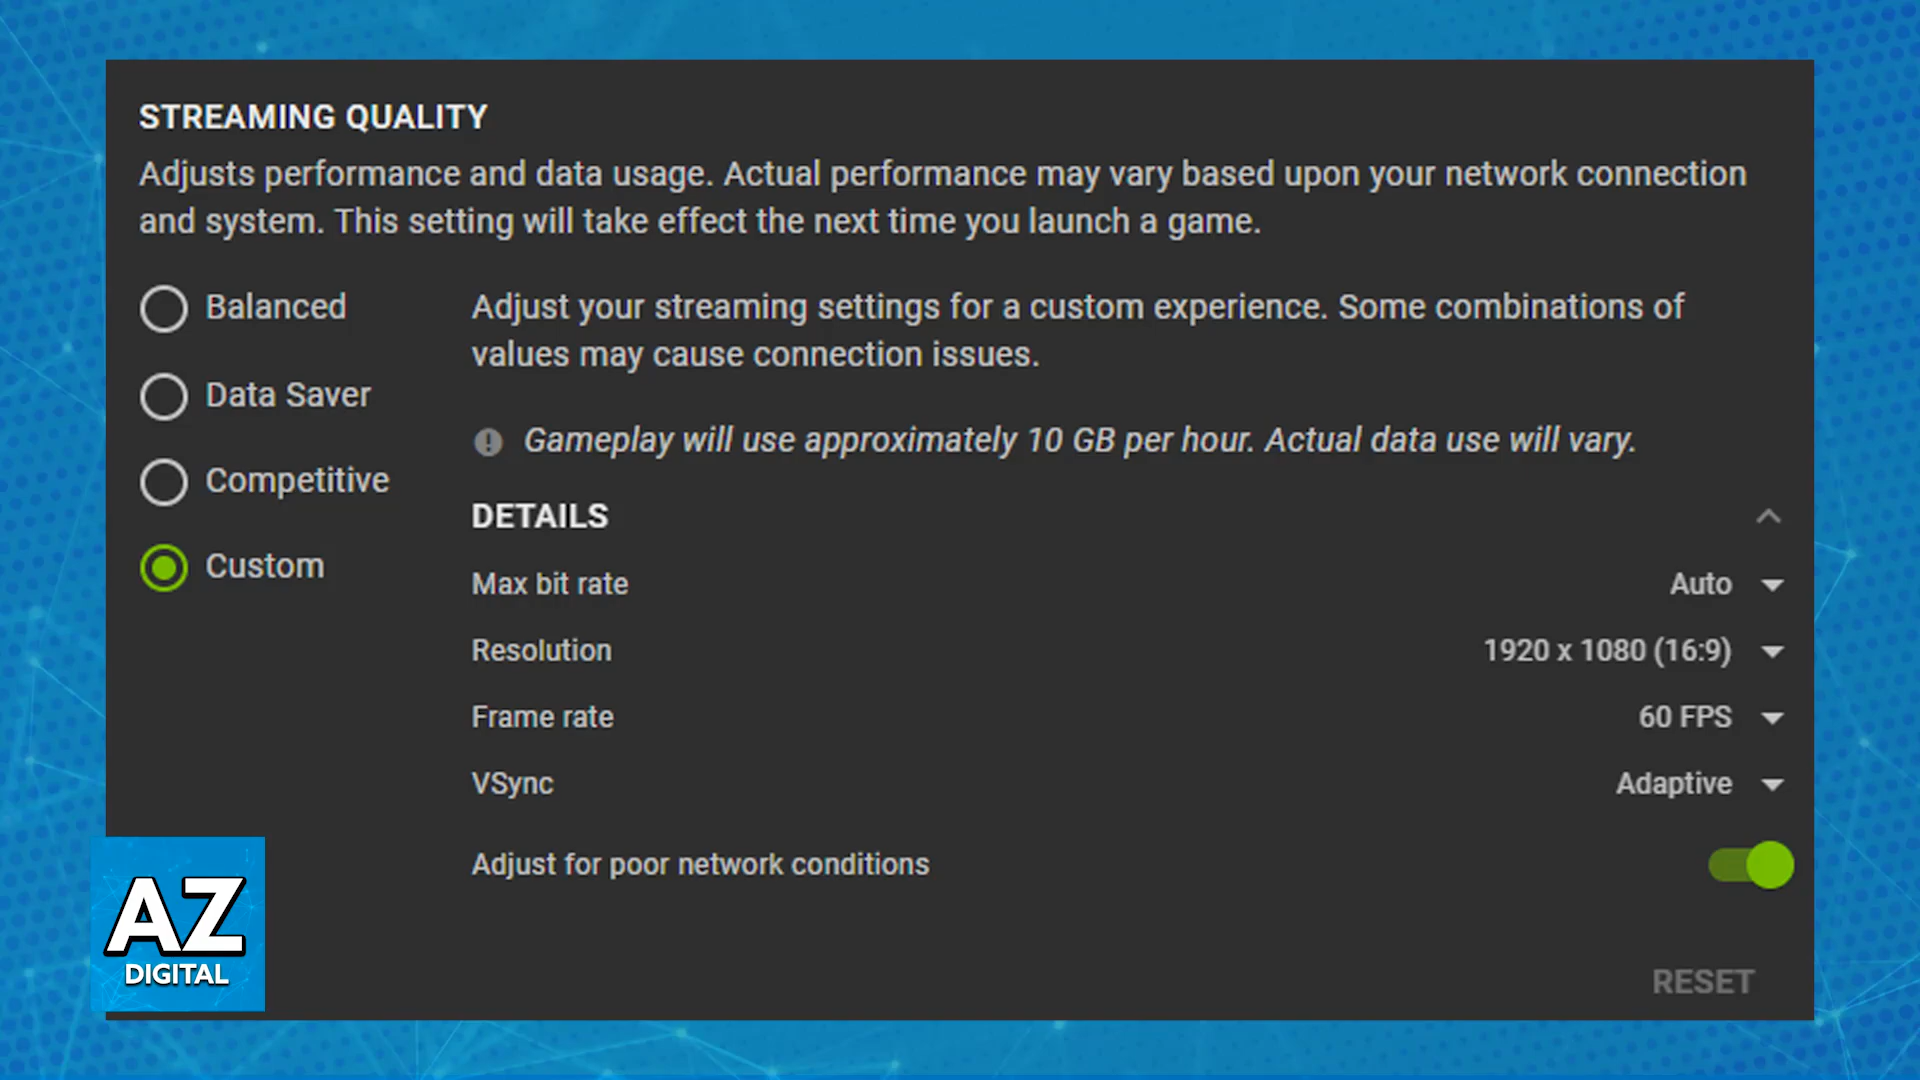 STREAMING QUALITY
Adjusts performance and data usage. Actual performance may vary based upon your network connection
and system. This setting will take effect the next time you launch a game.
Balanced
Data Saver
Competitive
Custom
Adjust your streaming settings for a custom experience. Some combinations of
values may cause connection issues.
Gameplay will use approximately 10 GB per hour. Actual data use will vary.
DETAILS
Max bit rate Auto
Resolution 1920 x 1080 (16:9)
Frame rate 60 FPS
VSync Adaptive
Adjust for poor network conditions
RESET
AZ
DIGITAL